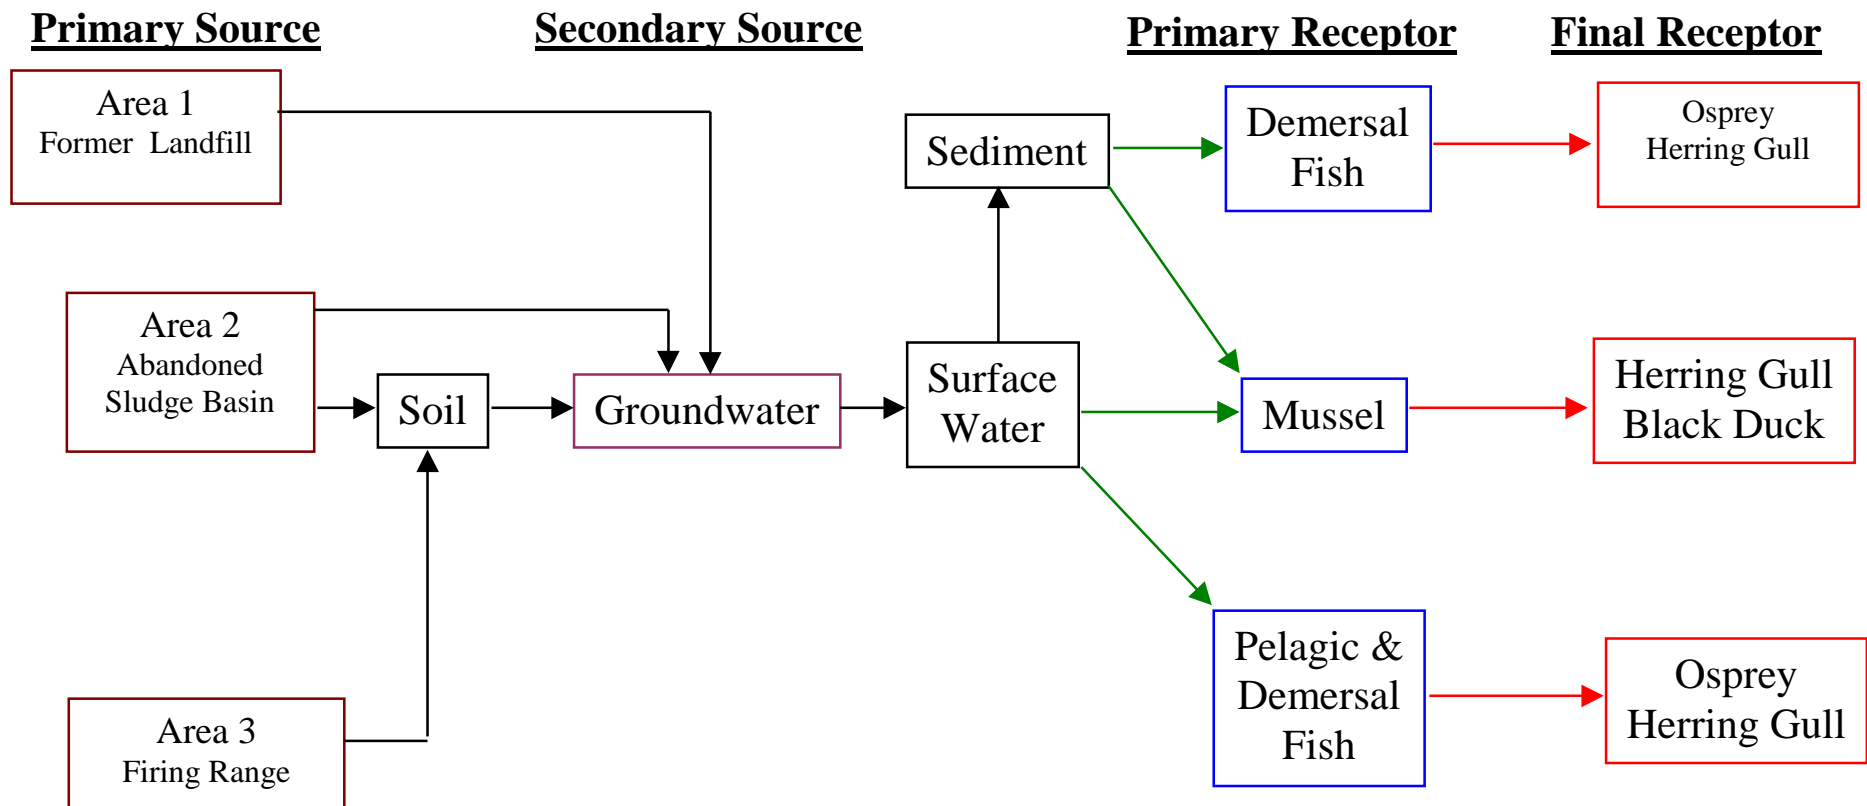 Primary Source
Secondary Source
Primary Receptor
Final Receptor
Area 1
Former Landfill
Area 2
Abandoned
Sludge Basin
Area 3
Firing Range
Soil
Groundwater
Sediment
Surface
Water
Demersal
Fish
Mussel
Pelagic &
Demersal
Fish
Osprey
Herring Gull
Herring Gull
Black Duck
Osprey
Herring Gull